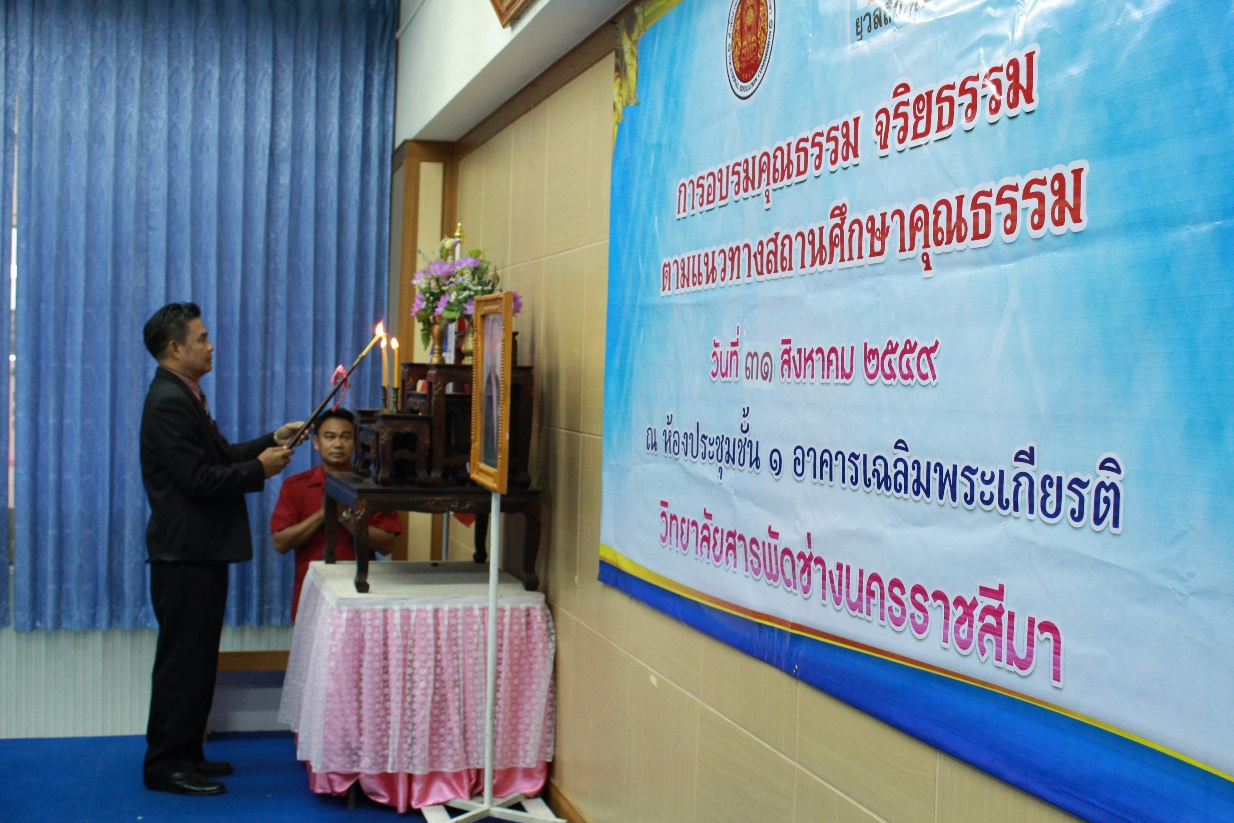 การอบรมคุณธรรม จริยธรรม
ตามแนวทางสถานศึกษาคุณธรรม
วันที่ ๓๑ สิงหาคม ๒๕๕๙
ณ ห้องประชุมชั้น ๑ อาคารเฉลิมพระเกียรติ
วิทยาลัยสารพัดช่างนครราชสีมา